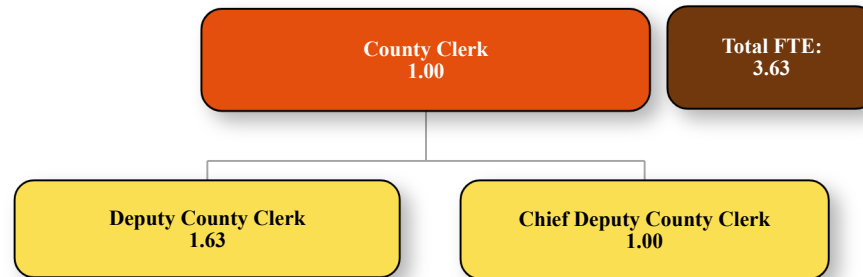 County Clerk
1.00
Total FTE:
3.63
Deputy County Clerk
1.63
Chief Deputy County Clerk
1.00